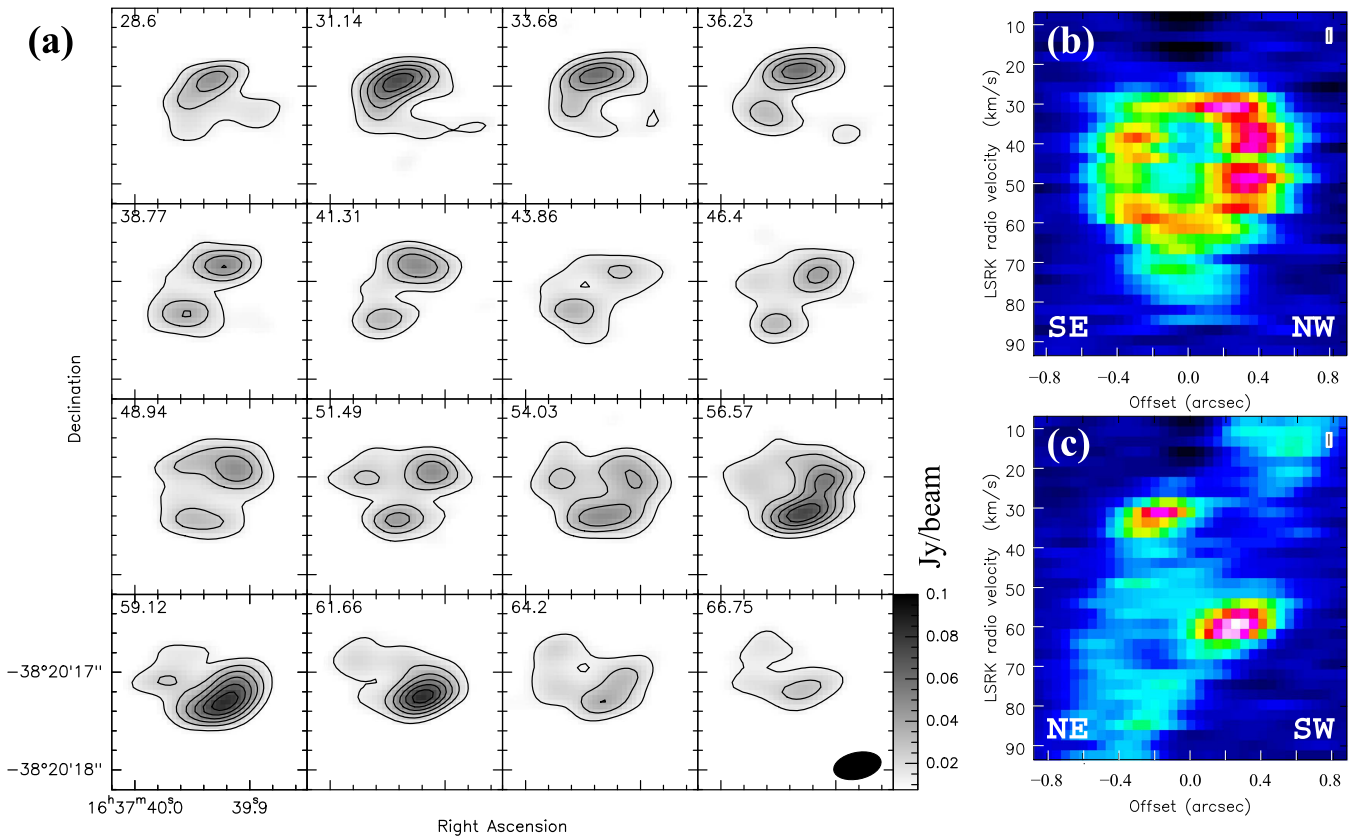 (a)
28.6 31.14 33.68 36.23
38.77 41.31 43.86 46.4
48.94 51.49 54.03 56.57
59.12 61.66 64.2 66.75
Declination
−38°20'17"
−38°20'18"
16h37m40s.0 39s.9
Right Ascension
Jy/beam
0.1
0.08
0.06
0.04
0.02
(b)
10
20
30
40
50
60
70
80
90
LSRK radio velocity (km/s)
SE NW
−0.8 −0.4 0.0 0.4 0.8
Offset (arcsec)
(c)
10
20
30
40
50
60
70
80
90
LSRK radio velocity (km/s)
NE SW
−0.8 −0.4 0.0 0.4 0.8
Offset (arcsec)